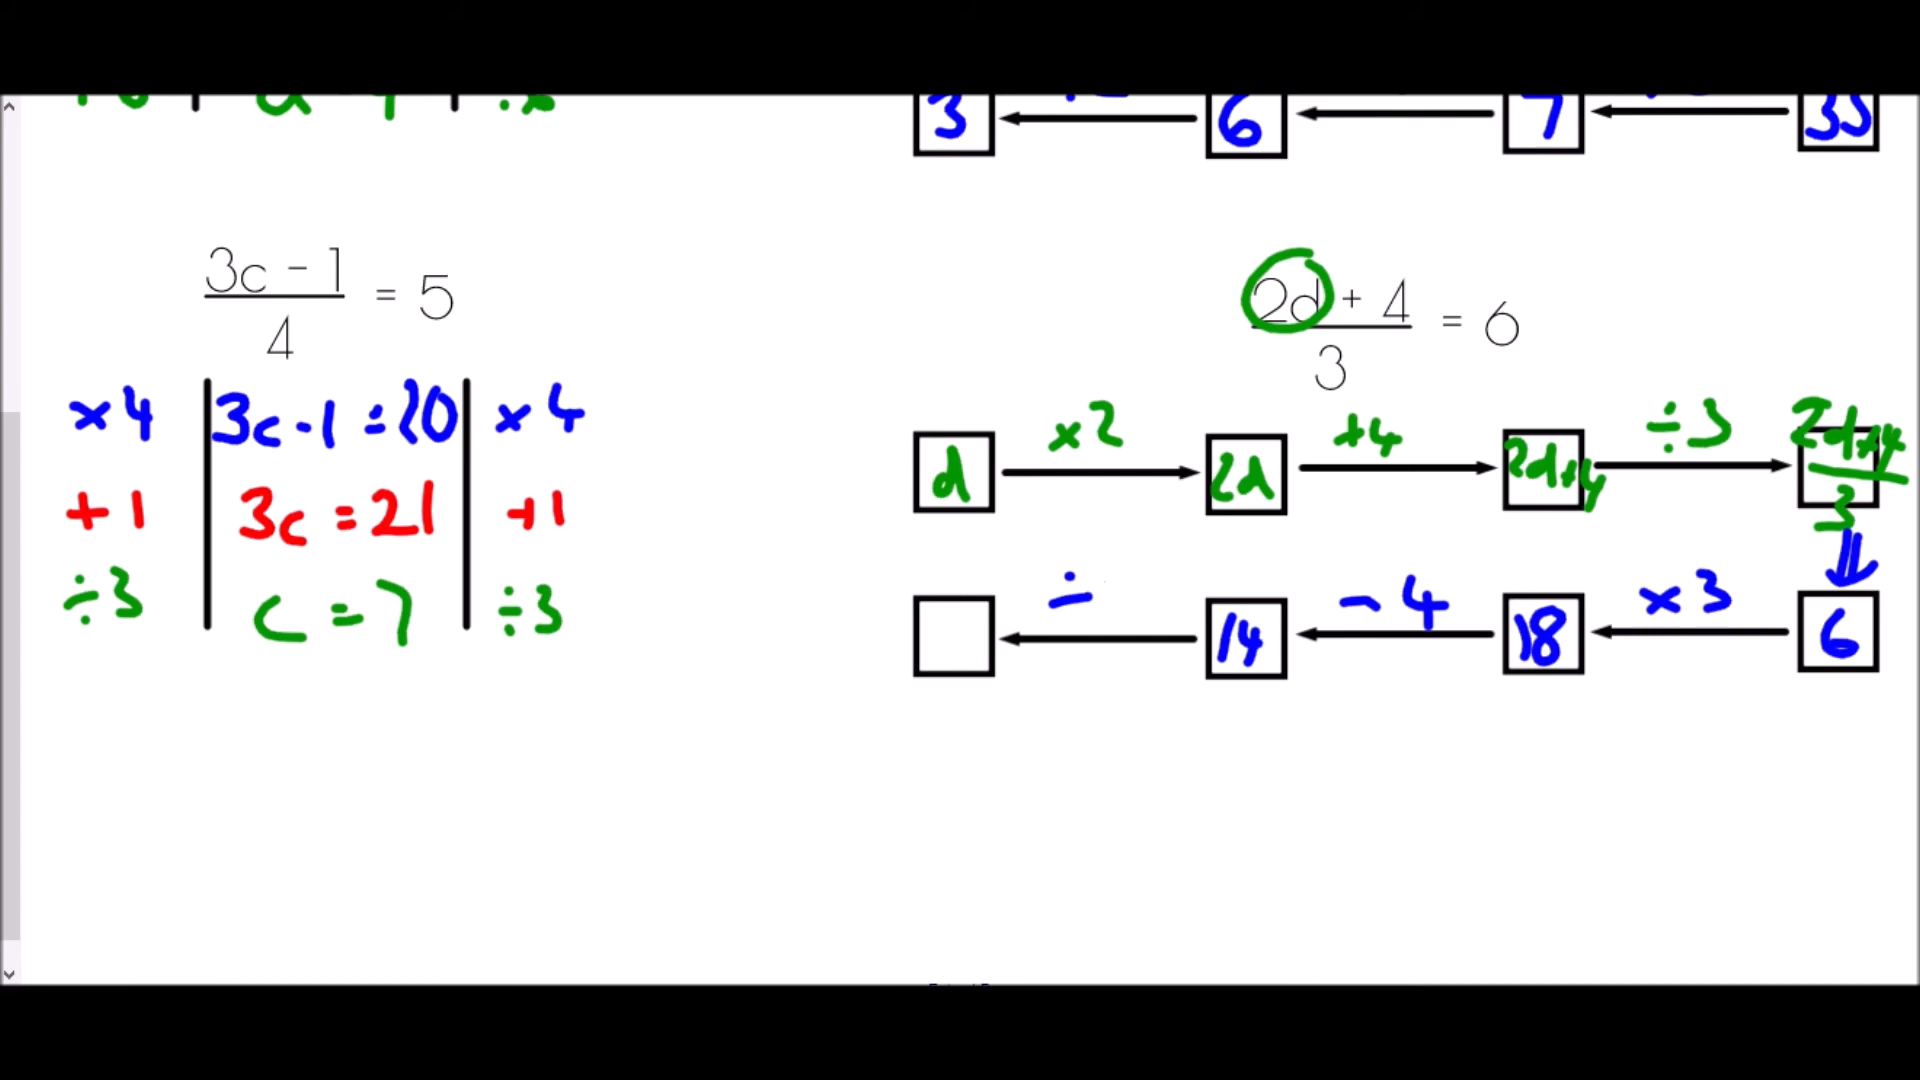 3 6 7 35
3c - 1
4
= 5
×4 | 3c - 1 = 20 | ×4
+1 | 3c = 21 | +1
÷3 | c = 7 | ÷3
2d + 4
3
= 6
×2 +4 ÷3
d 2d 2d+4 2d+4
3
÷ - 4 ×3
14 18 6